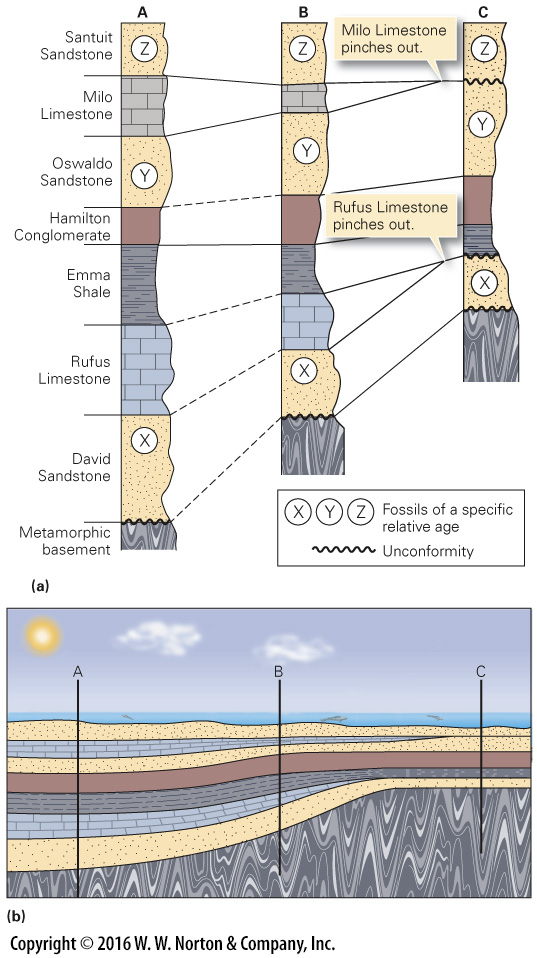 A
B
C
Santuit
Sandstone
Z
Z
Z
Milo Limestone
pinches out.
Milo
Limestone
Oswaldo
Sandstone
Y
Y
Y
Hamilton
Conglomerate
Rufus Limestone
pinches out.
Emma
Shale
X
Rufus
Limestone
X
David
Sandstone
X
Metamorphic
basement
X Y Z Fossils of a specific
relative age
Unconformity
(a)
A
B
C
(b)
Copyright © 2016 W. W. Norton & Company, Inc.